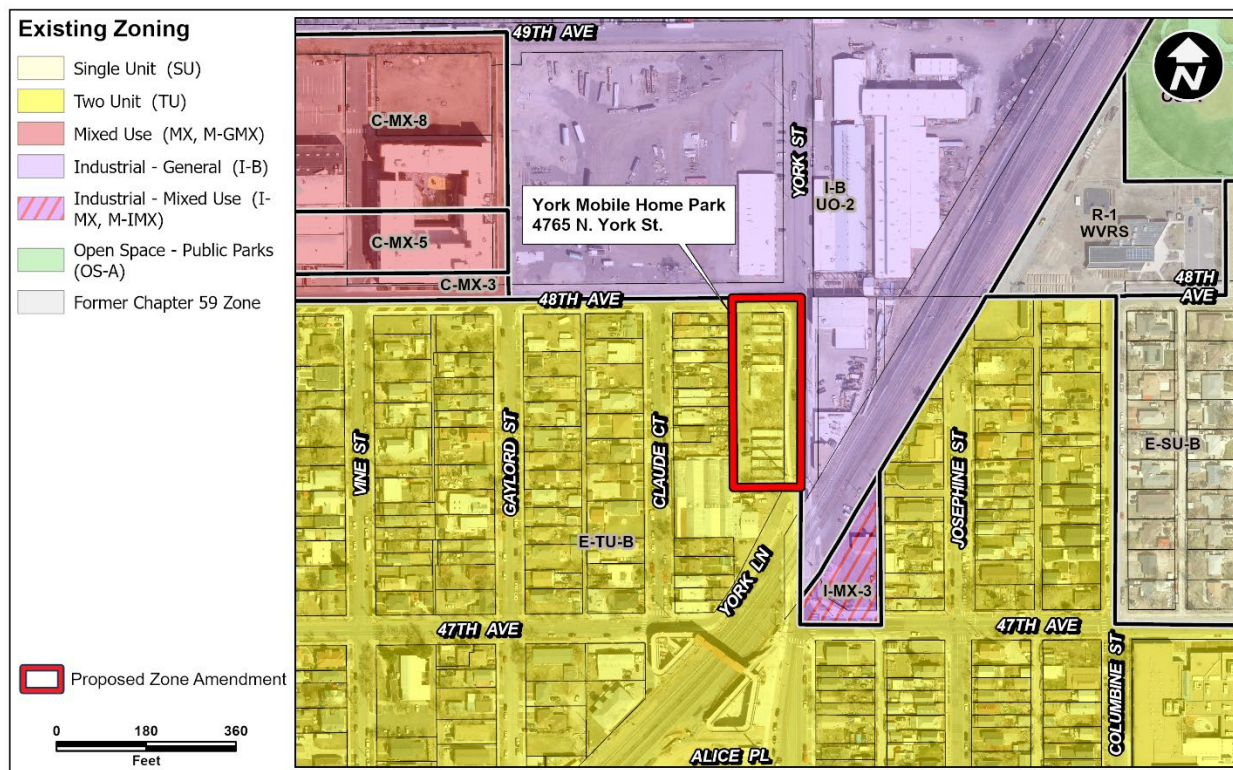 Existing Zoning
Single Unit (SU)
Two Unit (TU)
Mixed Use (MX, M-GMX)
Industrial - General (I-B)
Industrial - Mixed Use (I-
MX, M-IMX)
Open Space - Public Parks
(OS-A)
Former Chapter 59 Zone
Proposed Zone Amendment
0 180 360
Feet
49TH AVE
N
C-MX-8
YORK ST
I-B
UO-2
York Mobile Home Park
4765 N. York St.
R-1
WVRS
C-MX-5
C-MX-3
48TH AVE
48TH
AVE
VINE ST
GAYLORD ST
CLAUDE CT
JOSEPHINE ST
E-SU-B
E-TU-B
YORK LN
I-MX-3
47TH AVE
47TH AVE
COLUMBINE ST
ALICE PL